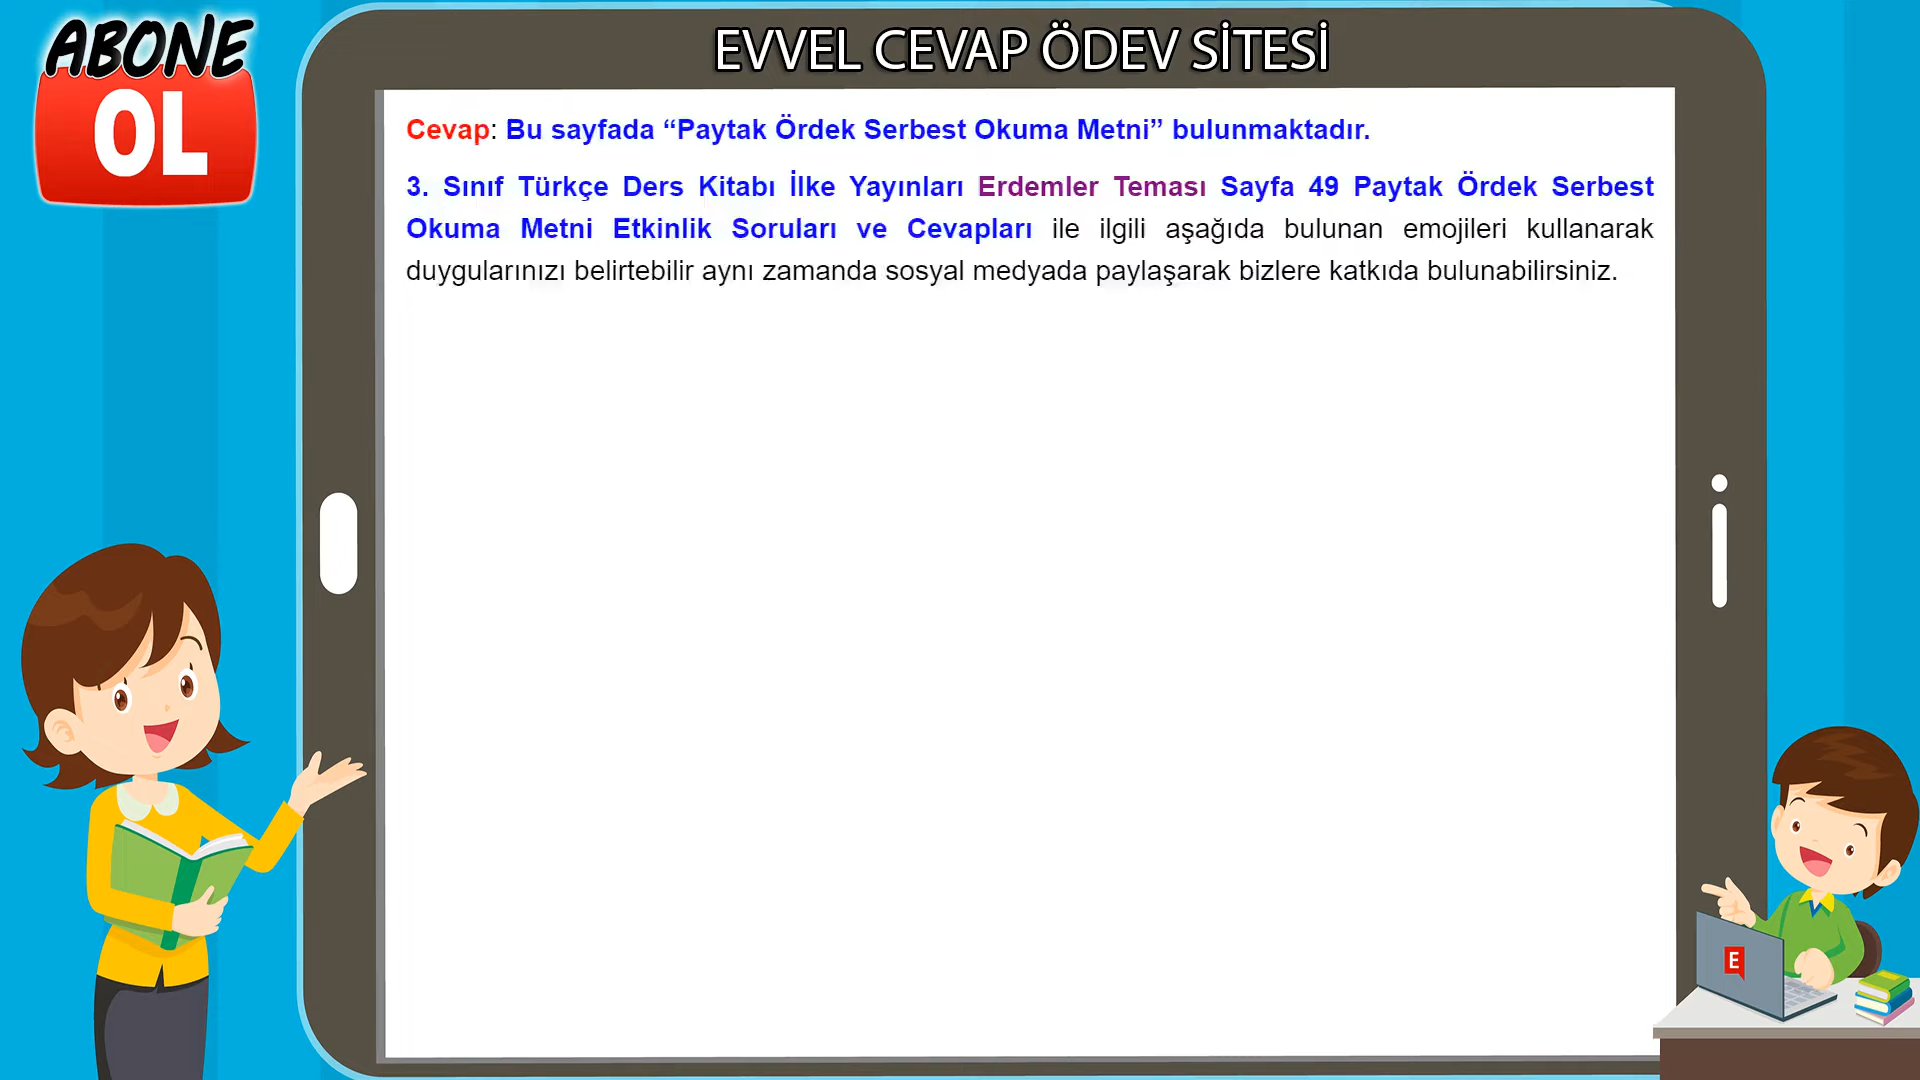 ABONE
OL
EVVEL CEVAP ÖDEV SİTESİ
Cevap: Bu sayfada “Paytak Ördek Serbest Okuma Metni” bulunmaktadır.
3. Sınıf Türkçe Ders Kitabı İlke Yayınları Erdemler Teması Sayfa 49 Paytak Ördek Serbest
Okuma Metni Etkinlik Soruları ve Cevapları ile ilgili aşağıda bulunan emojileri kullanarak
duygularınızı belirtebilir aynı zamanda sosyal medyada paylaşarak bizlere katkıda bulunabilirsiniz.
E